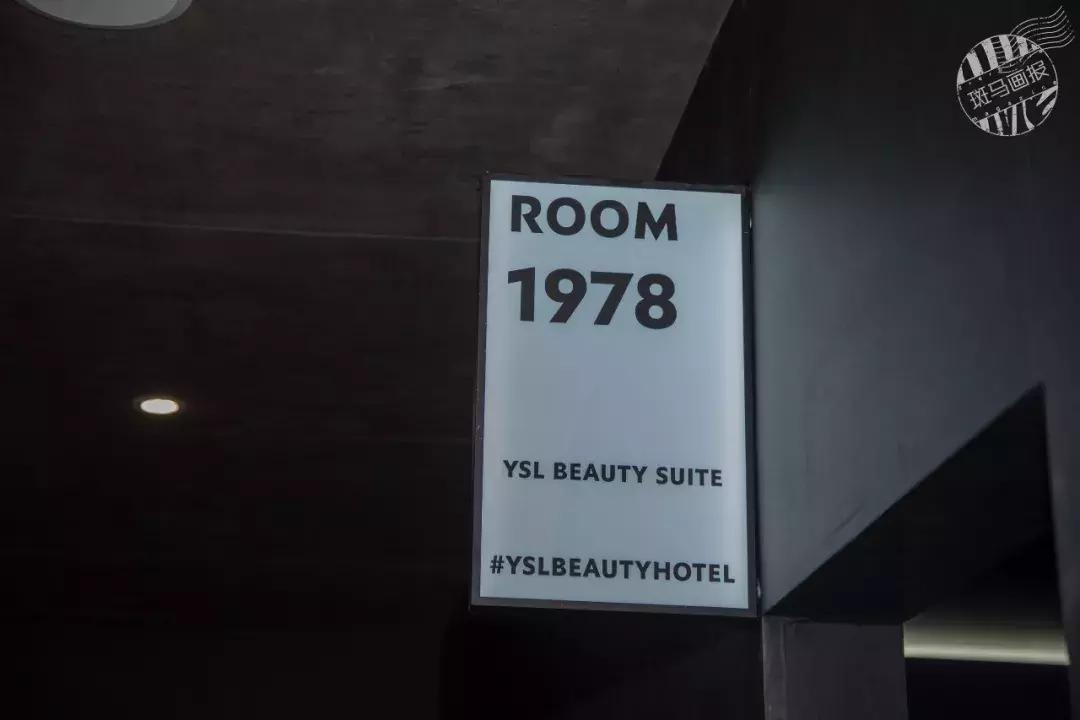 ROOM
1978
YSL BEAUTY SUITE
#YSLBEAUTYHOTEL
斑马画报